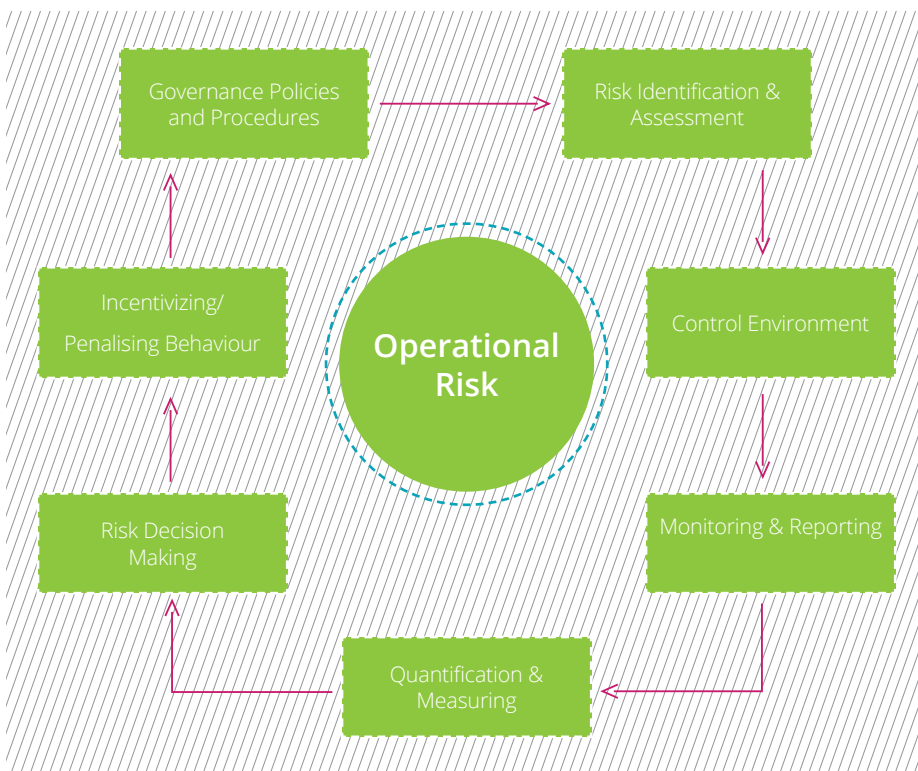 Governance Policies
and Procedures
Risk Identification &
Assessment
Incentivizing/
Penalising Behaviour
Operational
Risk
Control Environment
Risk Decision
Making
Monitoring & Reporting
Quantification &
Measuring